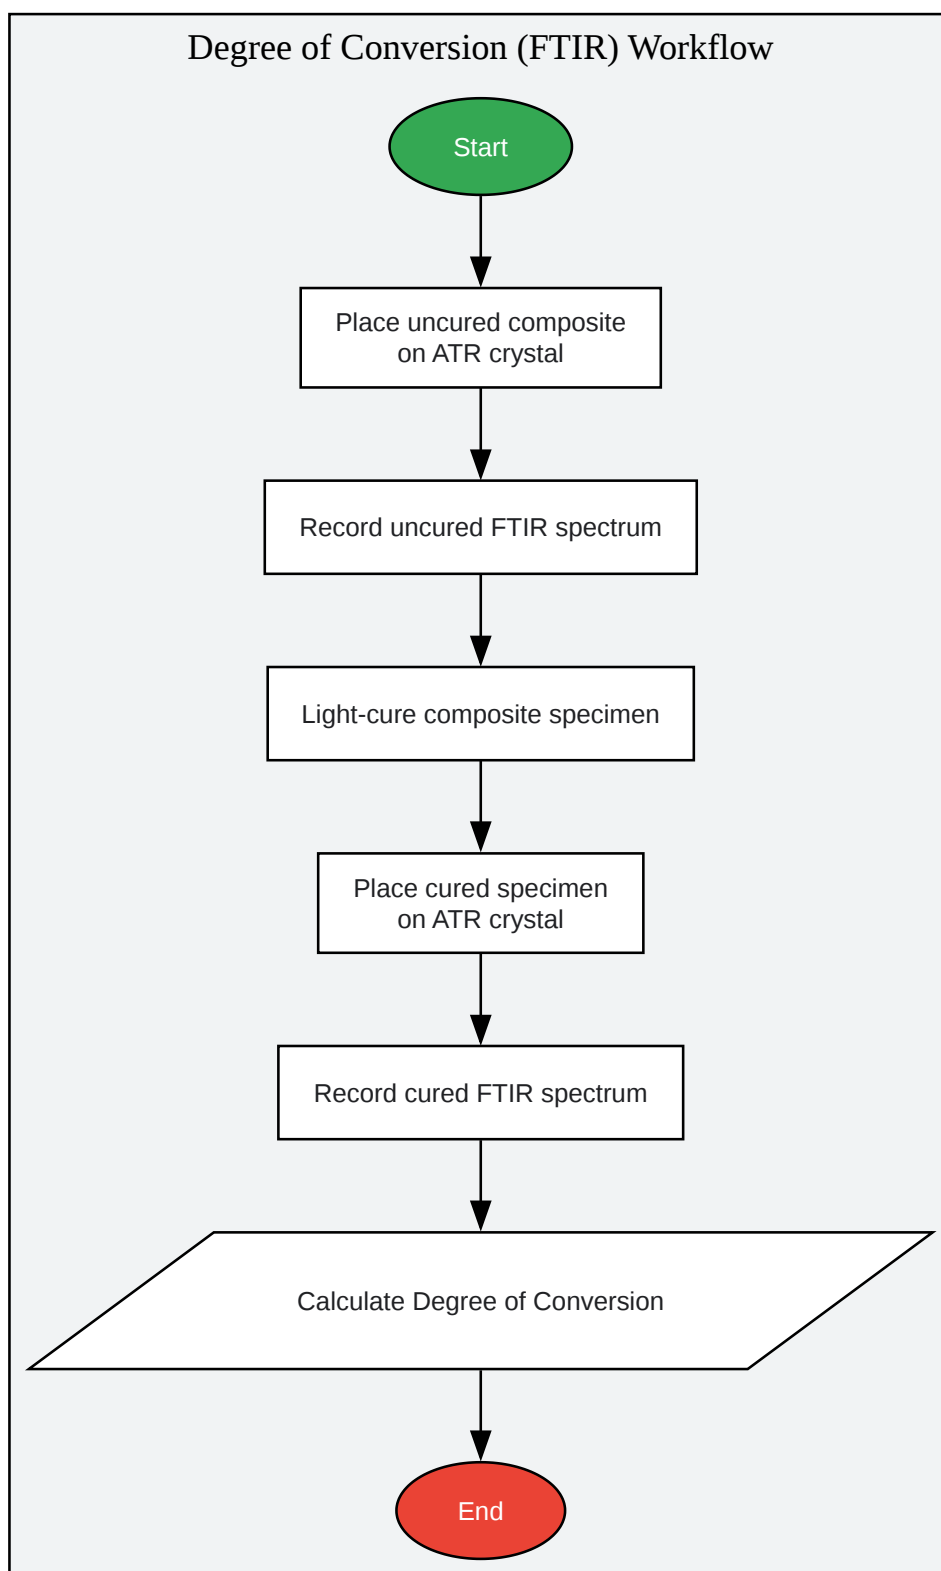 Degree of Conversion (FTIR) Workflow
Start
Place uncured composite
on ATR crystal
Record uncured FTIR spectrum
Light-cure composite specimen
Place cured specimen
on ATR crystal
Record cured FTIR spectrum
Calculate Degree of Conversion
End